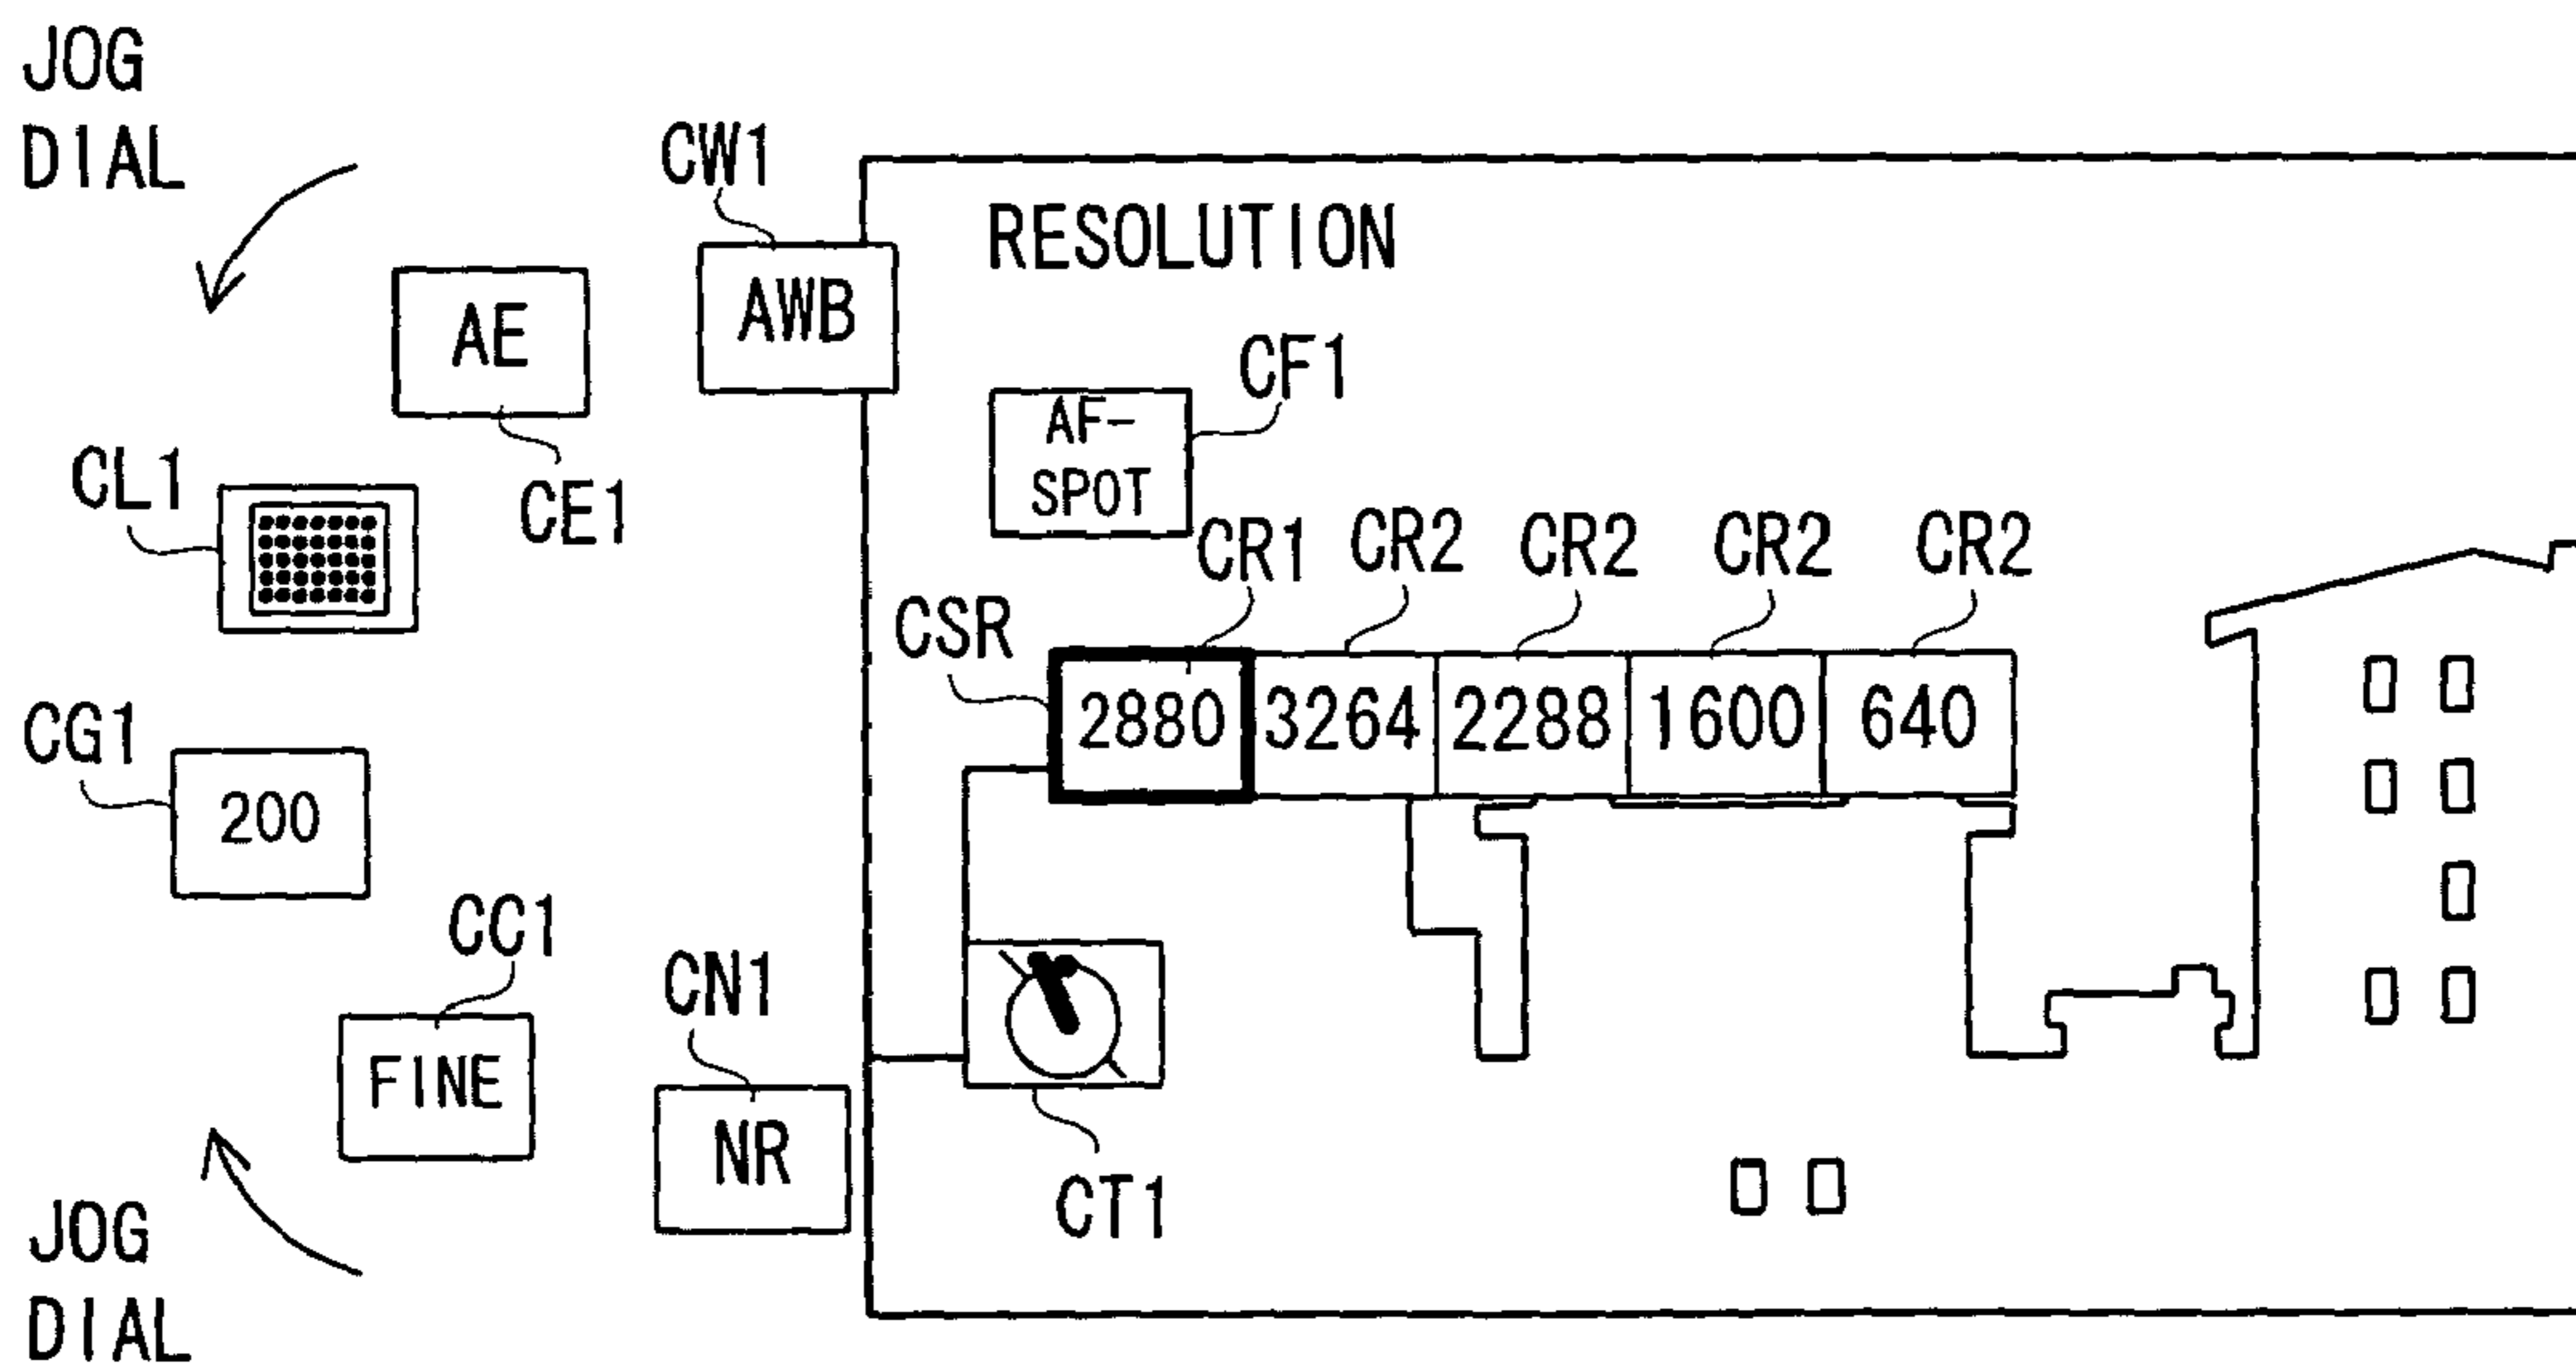 JOG
DIAL
CW1
RESOLUTION
AWB
AE
CF1
AF-
SPOT
CL1
CE1
CR1
CR2
CR2
CR2
CR2
CSR
2880
3264
2288
1600
640
CG1
200
CC1
CN1
FINE
NR
CT1
JOG
DIAL